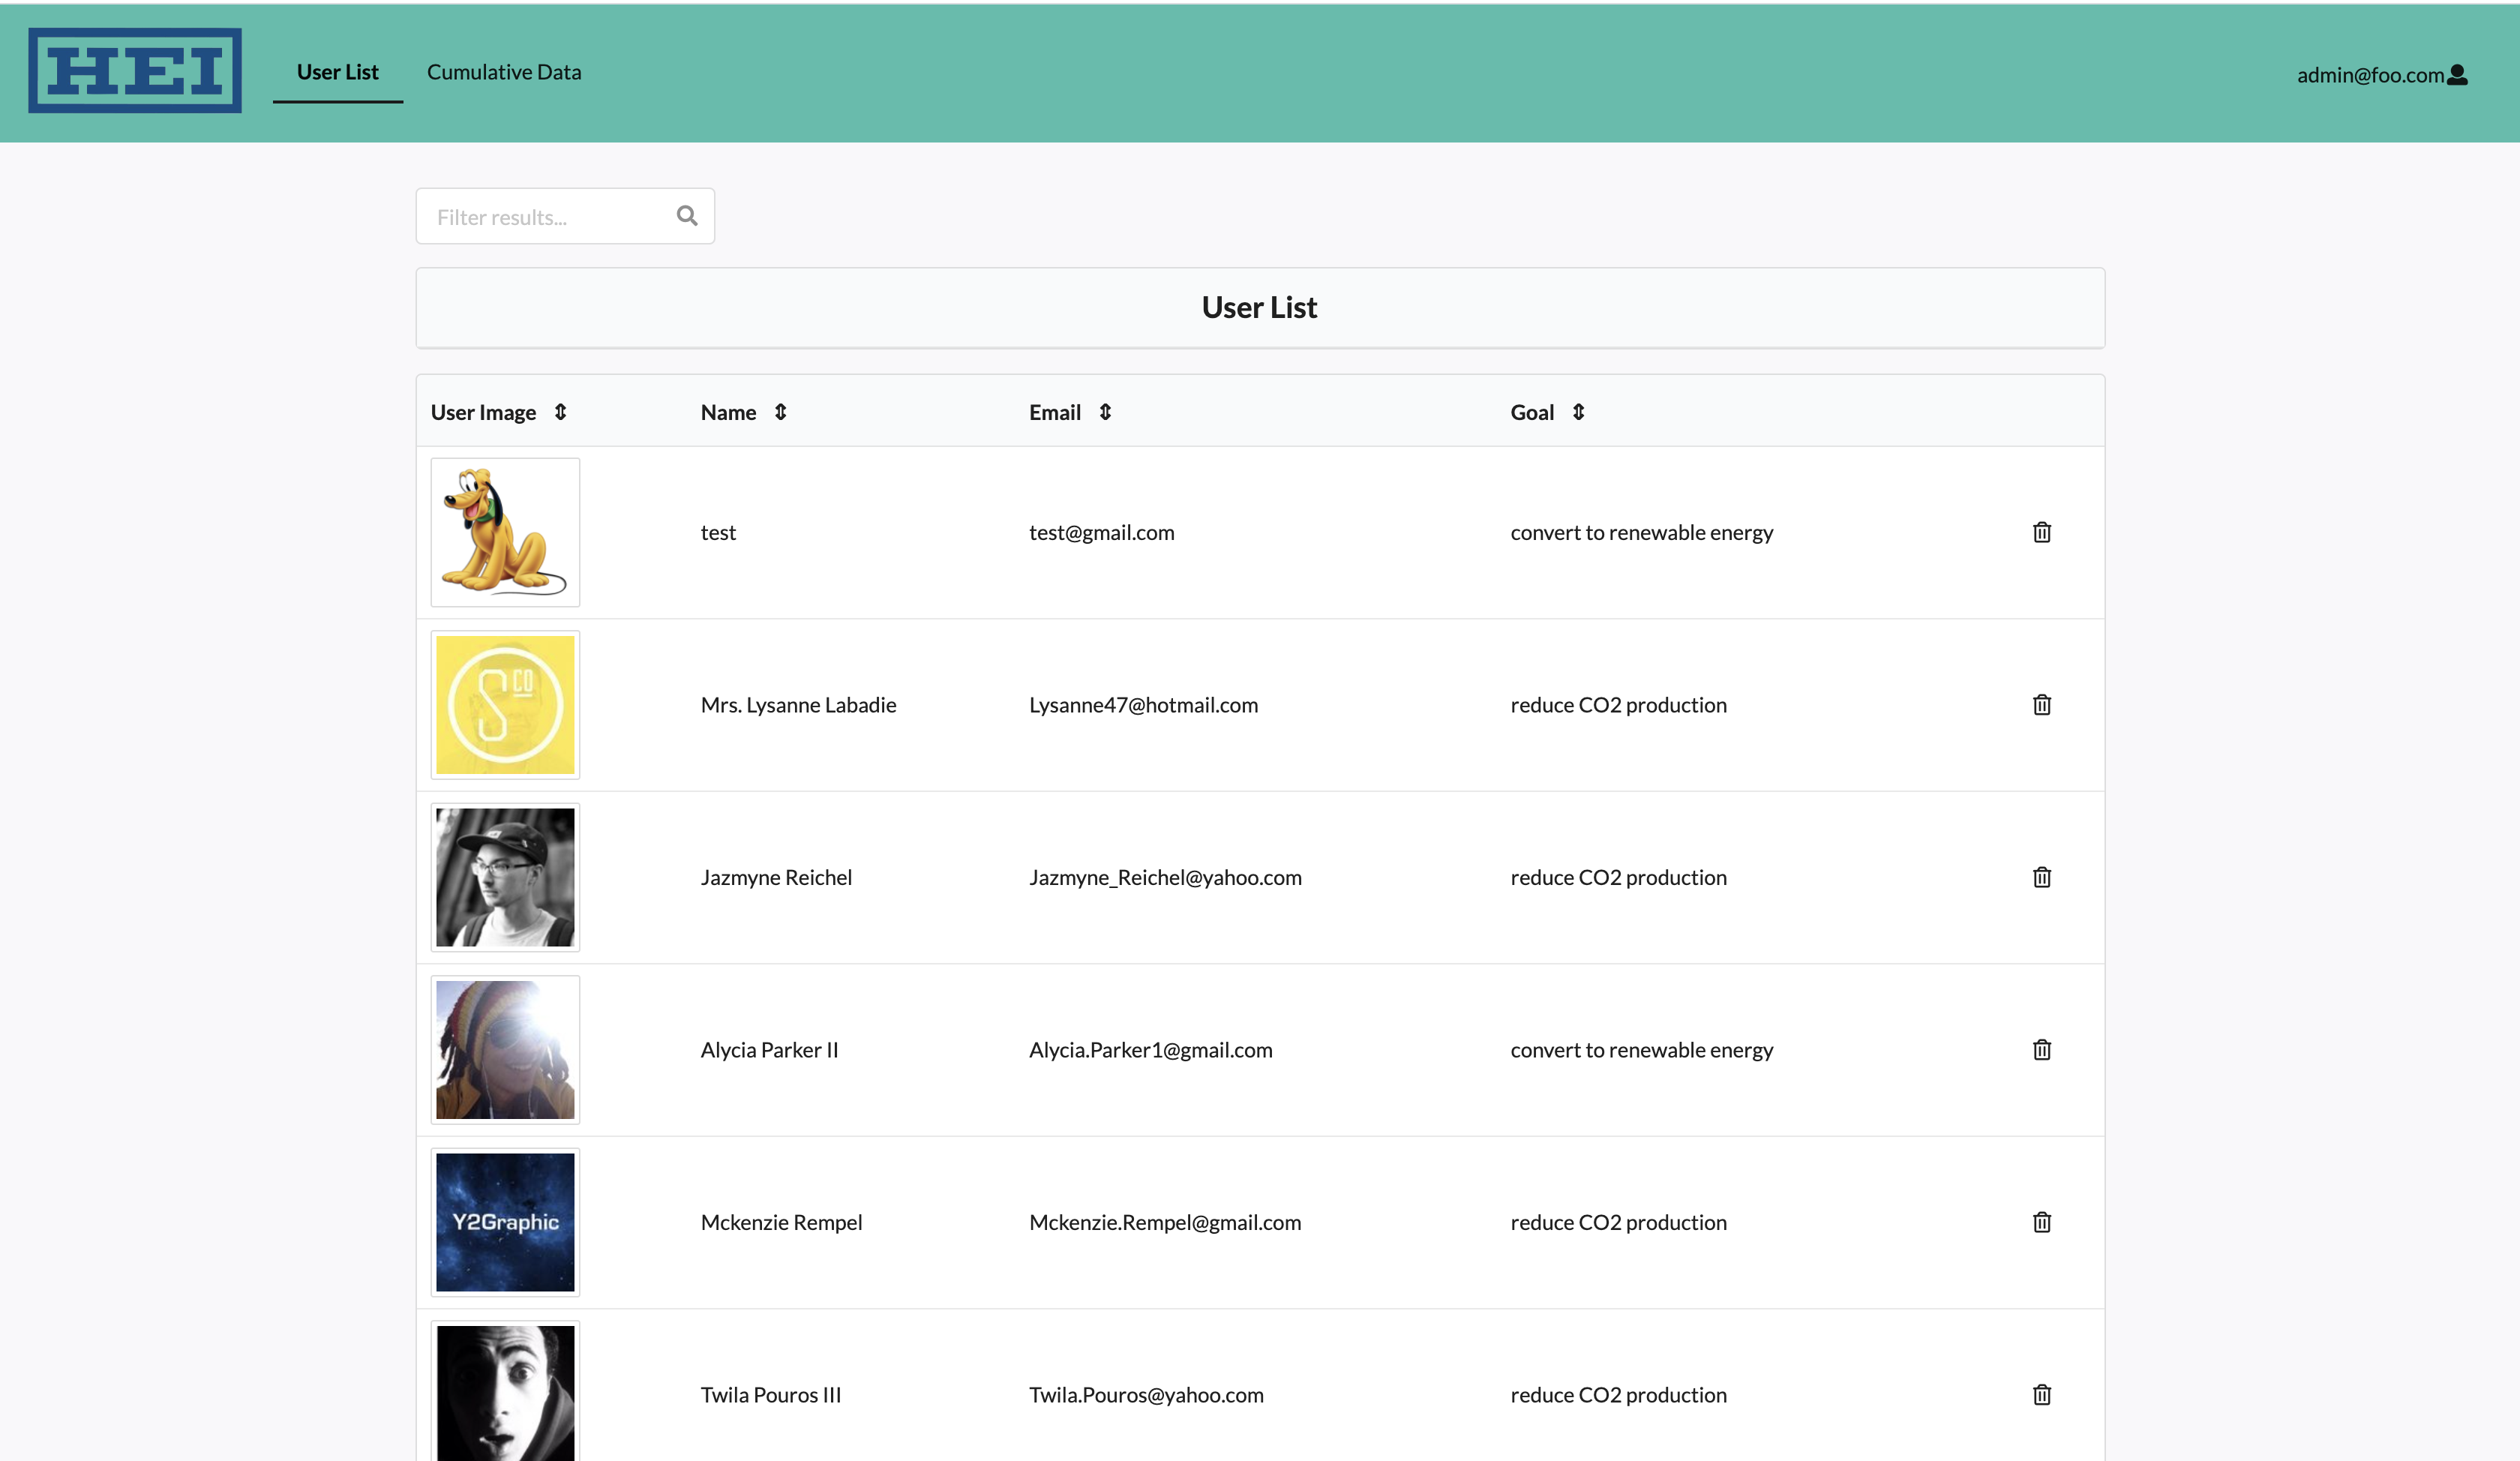 HEI
User List
Cumulative Data
admin@foo.com
Filter results...
User List
User Image Name Email Goal
test test@gmail.com convert to renewable energy
S CO
Mrs. Lysanne Labadie Lysanne47@hotmail.com reduce CO2 production
Jazmyne Reichel Jazmyne_Reichel@yahoo.com reduce CO2 production
Alycia Parker II Alycia.Parker1@gmail.com convert to renewable energy
Y2Graphic
Mckenzie Rempel Mckenzie.Rempel@gmail.com reduce CO2 production
Twila Pouros III Twila.Pouros@yahoo.com reduce CO2 production